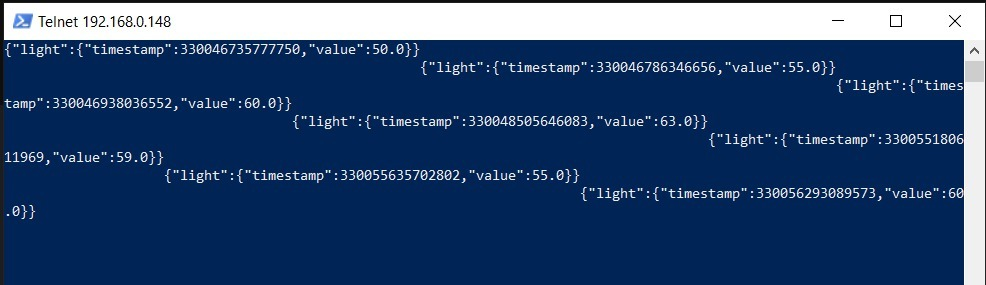 Telnet 192.168.0.148
{"light":{"timestamp":330046735777750,"value":50.0}}
{"light":{"timestamp":330046786346656,"value":55.0}}
{"light":{"times
tamp":330046938036552,"value":60.0}}
{"light":{"timestamp":330048505646083,"value":63.0}}
{"light":{"timestamp":3300551806
11969,"value":59.0}}
{"light":{"timestamp":330055635702802,"value":55.0}}
{"light":{"timestamp":330056293089573,"value":60
.0}}